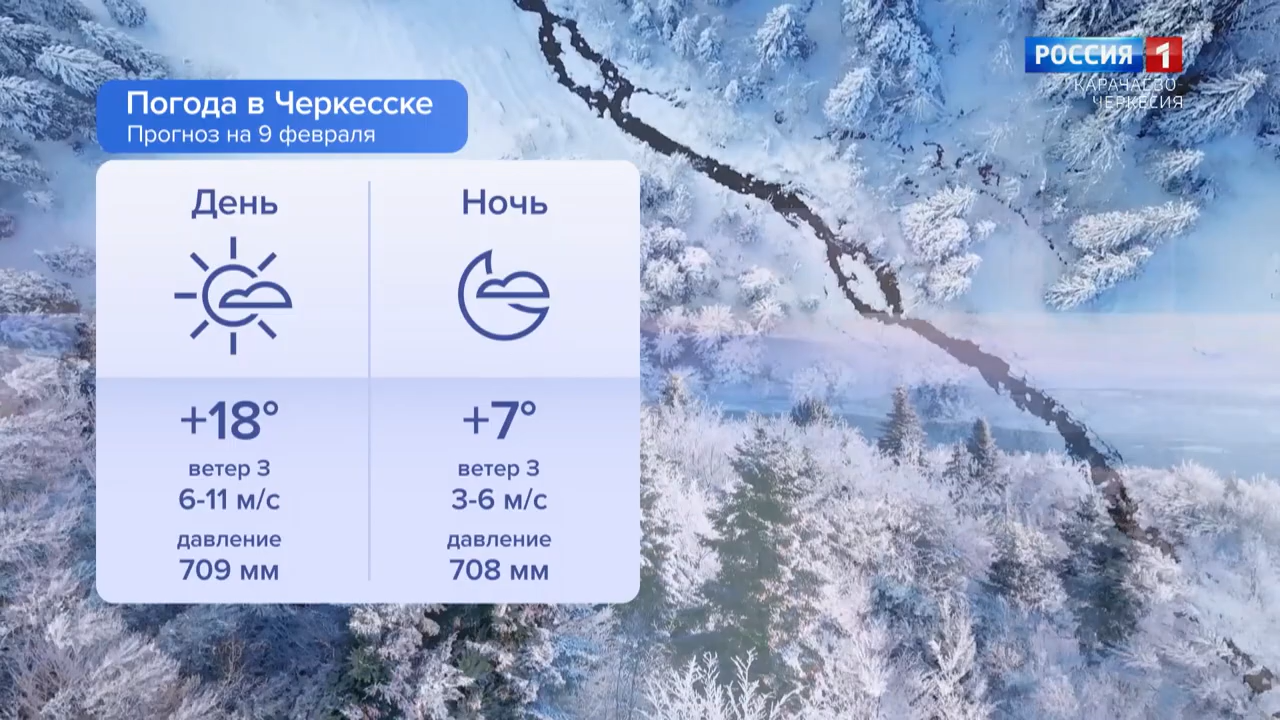 РОССИЯ 1
КАРАЧАЕВО-
ЧЕРКЕСИЯ
Погода в Черкесске
Прогноз на 9 февраля
День
Ночь
+18°
+7°
ветер З
ветер З
6-11 м/с
3-6 м/с
давление
давление
709 мм
708 мм